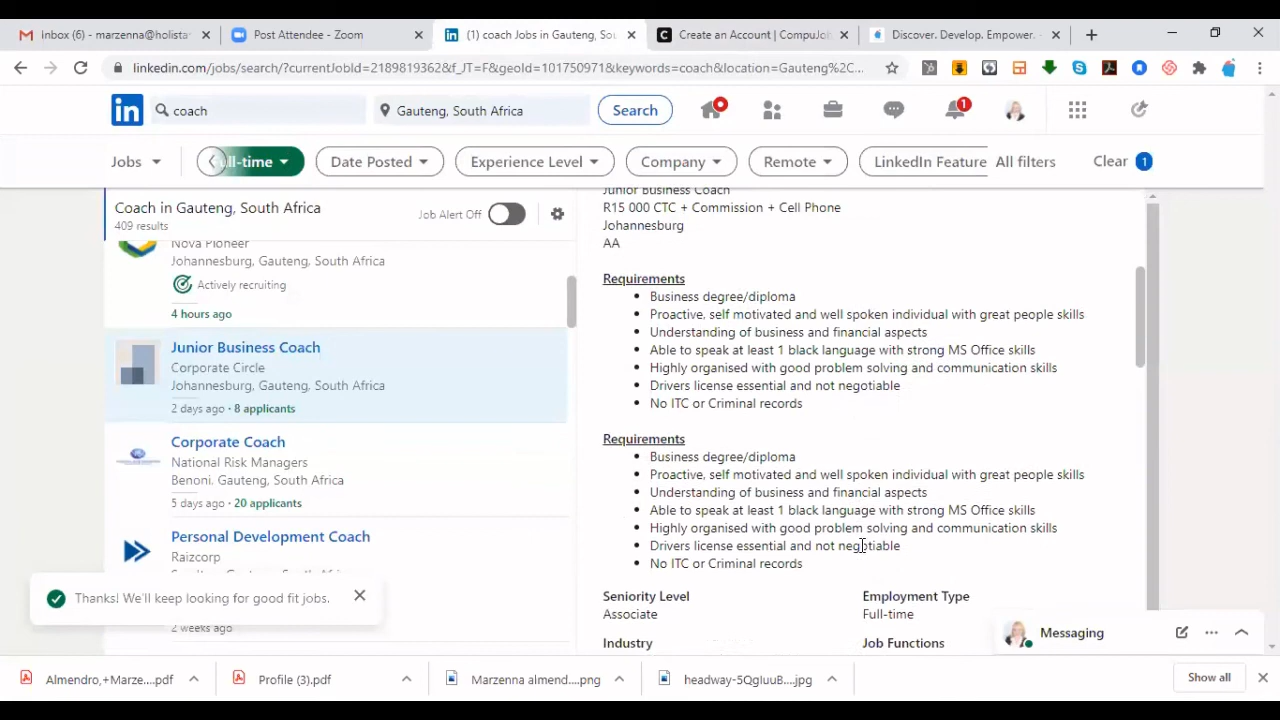 Inbox (6) - marzenna@holista
Post Attendee - Zoom
(1) coach Jobs in Gauteng, Sou
Create an Account | CompuJob
Discover. Develop. Empower. -
linkedin.com/jobs/search/?currentJobId=2189819362&f_JT=F&geoId=101750971&keywords=coach&location=Gauteng%2C...
in
coach
Gauteng, South Africa
Search
1
Jobs
ull-time
Date Posted
Experience Level
Company
Remote
LinkedIn Feature
All filters
Clear 1
Coach in Gauteng, South Africa
409 results
Job Alert Off
Nova Pioneer
Johannesburg, Gauteng, South Africa
Actively recruiting
4 hours ago
Junior Business Coach
Corporate Circle
Johannesburg, Gauteng, South Africa
2 days ago · 8 applicants
Corporate Coach
National Risk Managers
Benoni, Gauteng, South Africa
5 days ago · 20 applicants
Personal Development Coach
Raizcorp
2 weeks ago
Thanks! We'll keep looking for good fit jobs.
Junior Business Coach
R15 000 CTC + Commission + Cell Phone
Johannesburg
AA
Requirements
• Business degree/diploma
• Proactive, self motivated and well spoken individual with great people skills
• Understanding of business and financial aspects
• Able to speak at least 1 black language with strong MS Office skills
• Highly organised with good problem solving and communication skills
• Drivers license essential and not negotiable
• No ITC or Criminal records
Requirements
• Business degree/diploma
• Proactive, self motivated and well spoken individual with great people skills
• Understanding of business and financial aspects
• Able to speak at least 1 black language with strong MS Office skills
• Highly organised with good problem solving and communication skills
• Drivers license essential and not negotiable
• No ITC or Criminal records
Seniority Level
Associate
Employment Type
Full-time
Industry
Job Functions
Messaging
Almendro,+Marze....pdf
Profile (3).pdf
Marzenna almend....png
headway-5QgIuuB....jpg
Show all